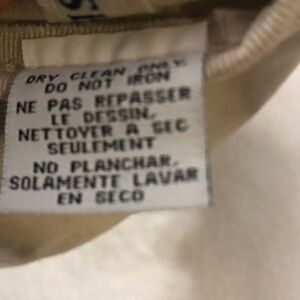 DRY CLEAN ONLY
DO NOT IRON
NE PAS REPASSER
LE DESSIN.
NETTOYER A SEC
SEULEMENT
NO PLANCHAR.
SOLAMENTE LAVAR
EN SECO